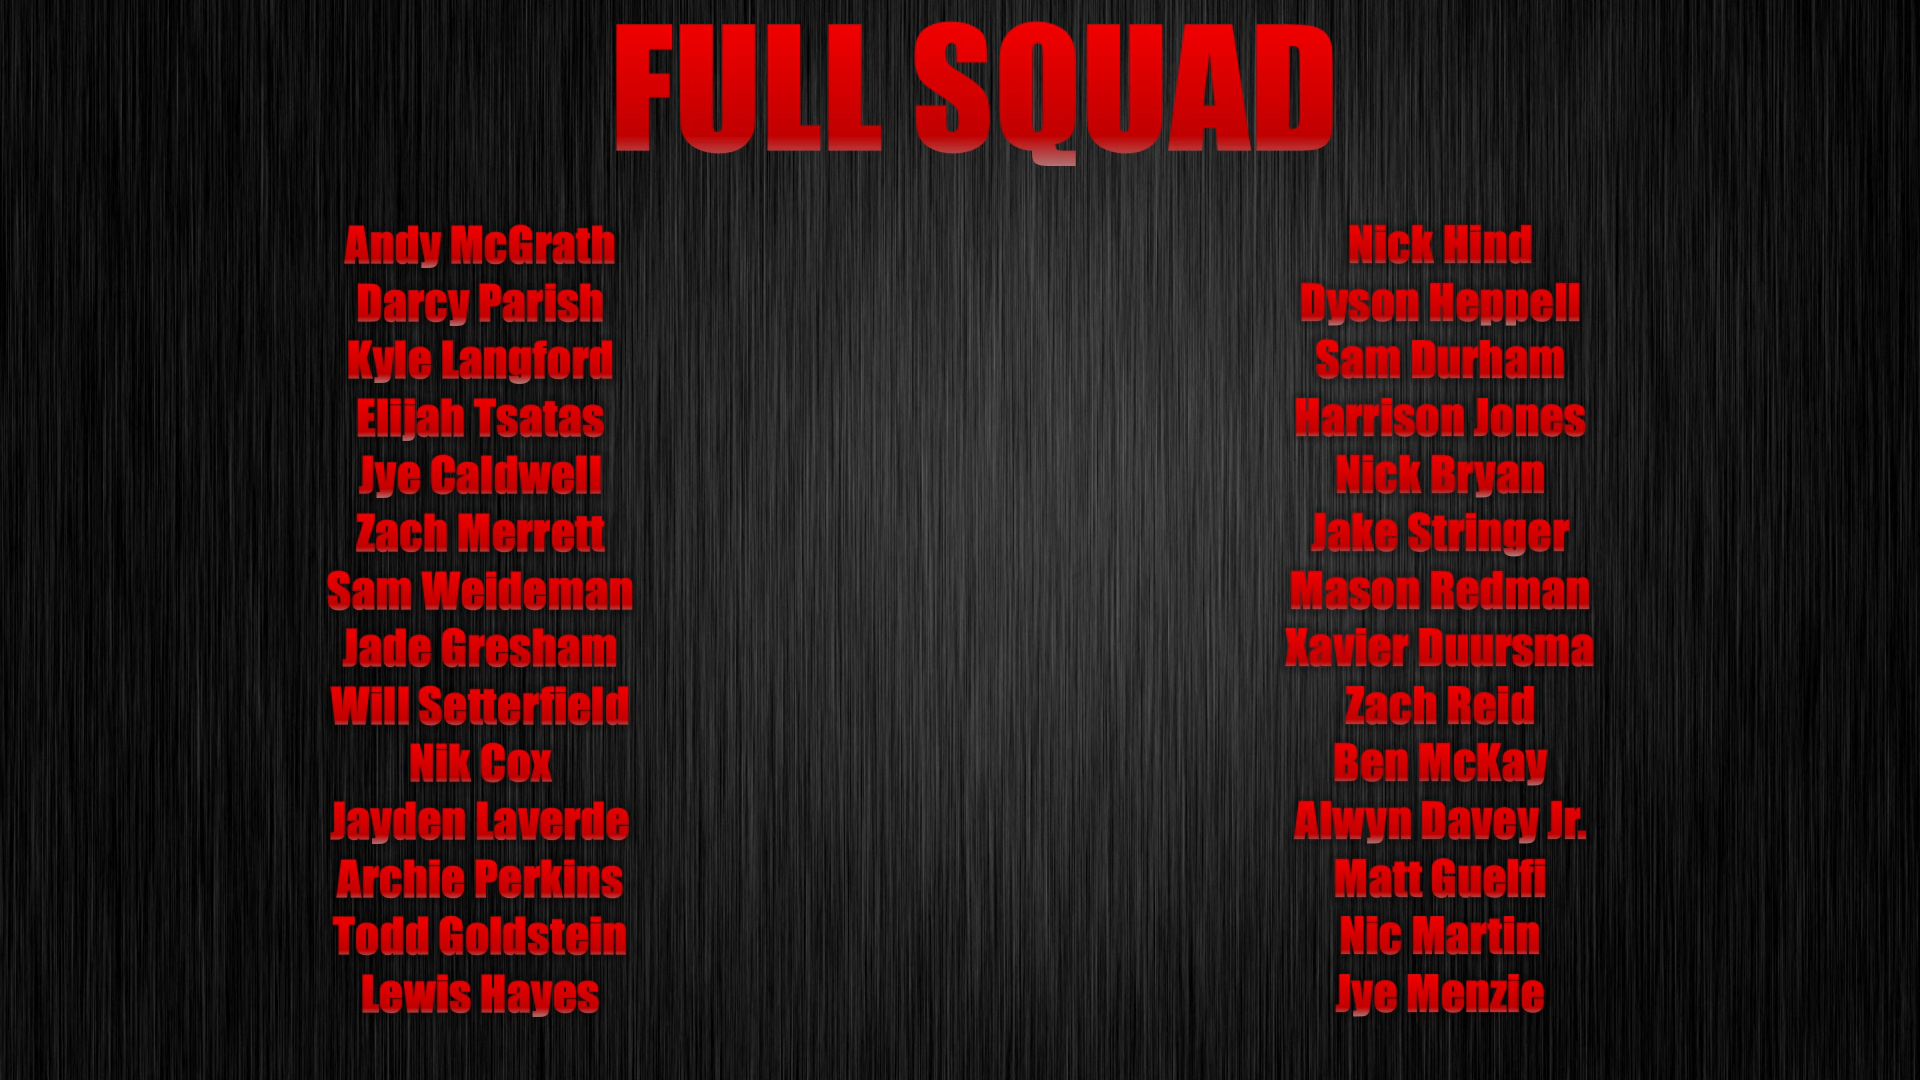 FULL SQUAD
Andy McGrath
Darcy Parish
Kyle Langford
Elijah Tsatas
Jye Caldwell
Zach Merrett
Sam Weideman
Jade Gresham
Will Setterfield
Nik Cox
Jayden Laverde
Archie Perkins
Todd Goldstein
Lewis Hayes
Nick Hind
Dyson Heppell
Sam Durham
Harrison Jones
Nick Bryan
Jake Stringer
Mason Redman
Xavier Duursma
Zach Reid
Ben McKay
Alwyn Davey Jr.
Matt Guelfi
Nic Martin
Jye Menzie